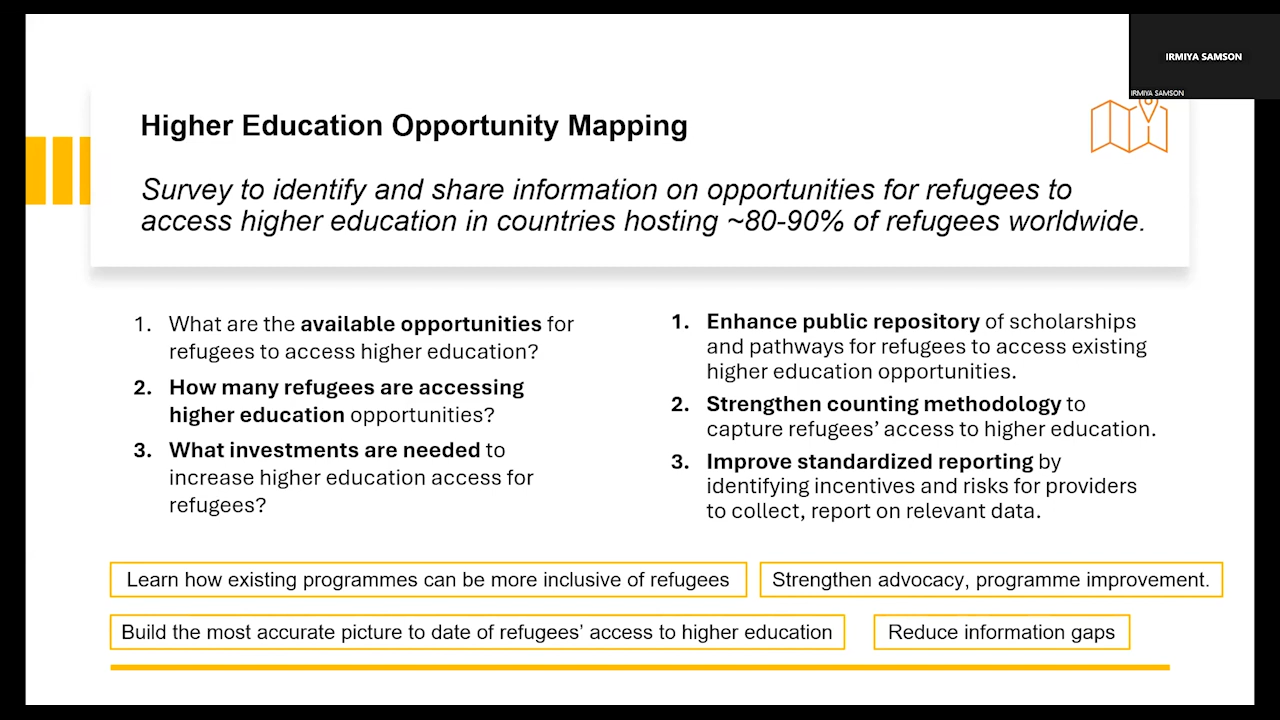 IRMIYA SAMSON
IRMIYA SAMSON
Higher Education Opportunity Mapping
Survey to identify and share information on opportunities for refugees to
access higher education in countries hosting ~80-90% of refugees worldwide.
1. What are the available opportunities for
refugees to access higher education?
2. How many refugees are accessing
higher education opportunities?
3. What investments are needed to
increase higher education access for
refugees?
1. Enhance public repository of scholarships
and pathways for refugees to access existing
higher education opportunities.
2. Strengthen counting methodology to
capture refugees’ access to higher education.
3. Improve standardized reporting by
identifying incentives and risks for providers
to collect, report on relevant data.
Learn how existing programmes can be more inclusive of refugees
Strengthen advocacy, programme improvement.
Build the most accurate picture to date of refugees’ access to higher education
Reduce information gaps